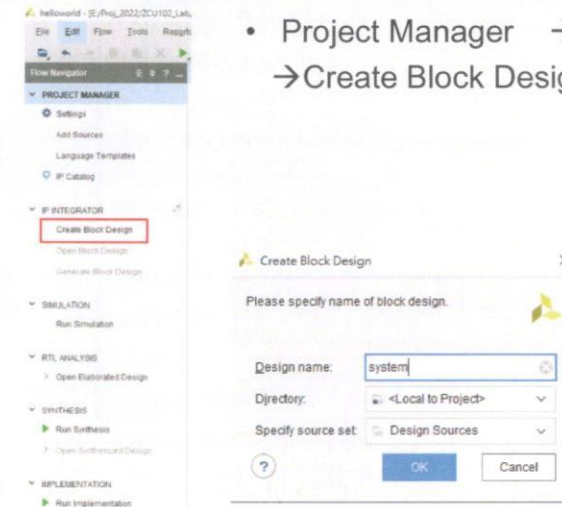 helloworld - [E:/Proj_2022/ZCU102_Lab,
File Edit Flow Tools Reports
Flow Navigator
PROJECT MANAGER
Settings
Add Sources
Language Templates
IP Catalog
IP INTEGRATOR
Create Block Design
Open Block Design
Generate Block Design
SIMULATION
Run Simulation
RTL ANALYSIS
Open Elaborated Design
SYNTHESIS
Run Synthesis
Open Synthesized Design
IMPLEMENTATION
Run Implementation
• Project Manager →
→Create Block Desig
Create Block Design
Please specify name of block design.
Design name: system
Directory: <Local to Project>
Specify source set: Design Sources
? OK Cancel